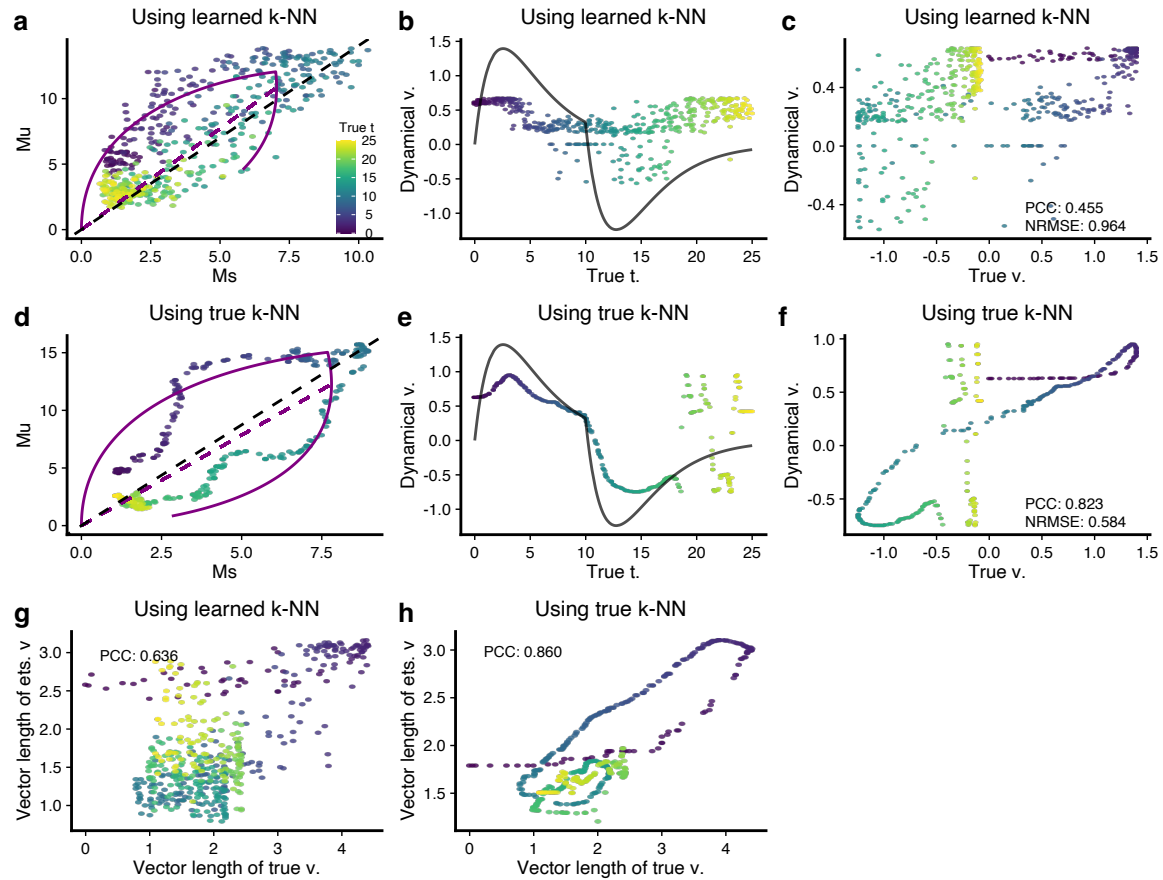 a Using learned k-NN
Mu
10
5
0
0.0 2.5 5.0 7.5 10.0
Ms
True t
25
20
15
10
5
0
b Using learned k-NN
Dynamical v.
1.5
1.0
0.5
0.0
-0.5
-1.0
0 5 10 15 20 25
True t.
c Using learned k-NN
Dynamical v.
0.4
0.0
-0.4
PCC: 0.455
NRMSE: 0.964
-1.0 -0.5 0.0 0.5 1.0 1.5
True v.
d Using true k-NN
Mu
15
10
5
0
0.0 2.5 5.0 7.5
Ms
e Using true k-NN
Dynamical v.
1.5
1.0
0.5
0.0
-0.5
-1.0
0 5 10 15 20 25
True t.
f Using true k-NN
Dynamical v.
1.0
0.5
0.0
-0.5
PCC: 0.823
NRMSE: 0.584
-1.0 -0.5 0.0 0.5 1.0 1.5
True v.
g Using learned k-NN
Vector length of ets. v
PCC: 0.636
3.0
2.5
2.0
1.5
1.0
0 1 2 3 4
Vector length of true v.
h Using true k-NN
Vector length of ets. v
PCC: 0.860
3.0
2.5
2.0
1.5
0 1 2 3 4
Vector length of true v.